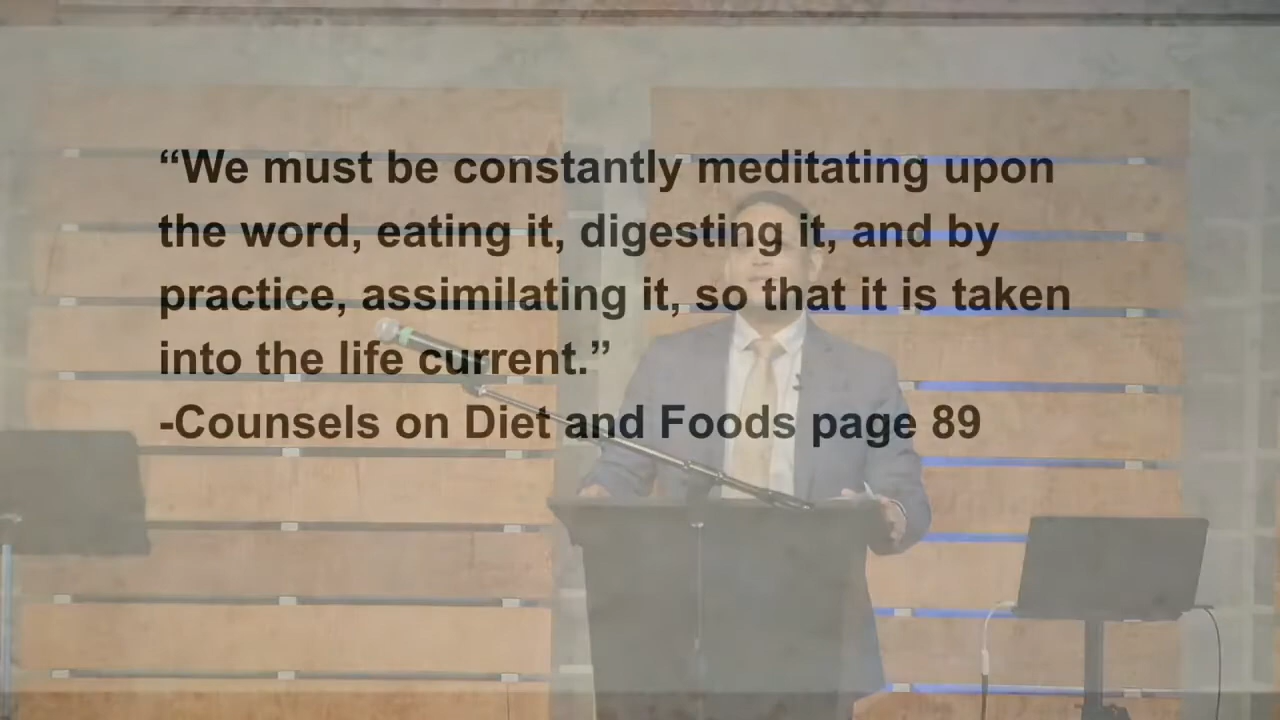 “We must be constantly meditating upon
the word, eating it, digesting it, and by
practice, assimilating it, so that it is taken
into the life current.”
-Counsels on Diet and Foods page 89